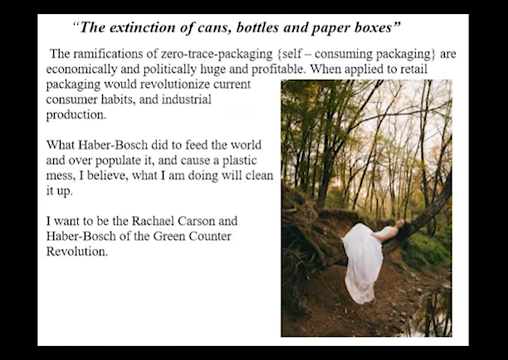 “The extinction of cans, bottles and paper boxes”
The ramifications of zero-trace-packaging {self – consuming packaging} are
economically and politically huge and profitable. When applied to retail
packaging would revolutionize current
consumer habits, and industrial
production.
What Haber-Bosch did to feed the world
and over populate it, and cause a plastic
mess, I believe, what I am doing will clean
it up.
I want to be the Rachael Carson and
Haber-Bosch of the Green Counter
Revolution.